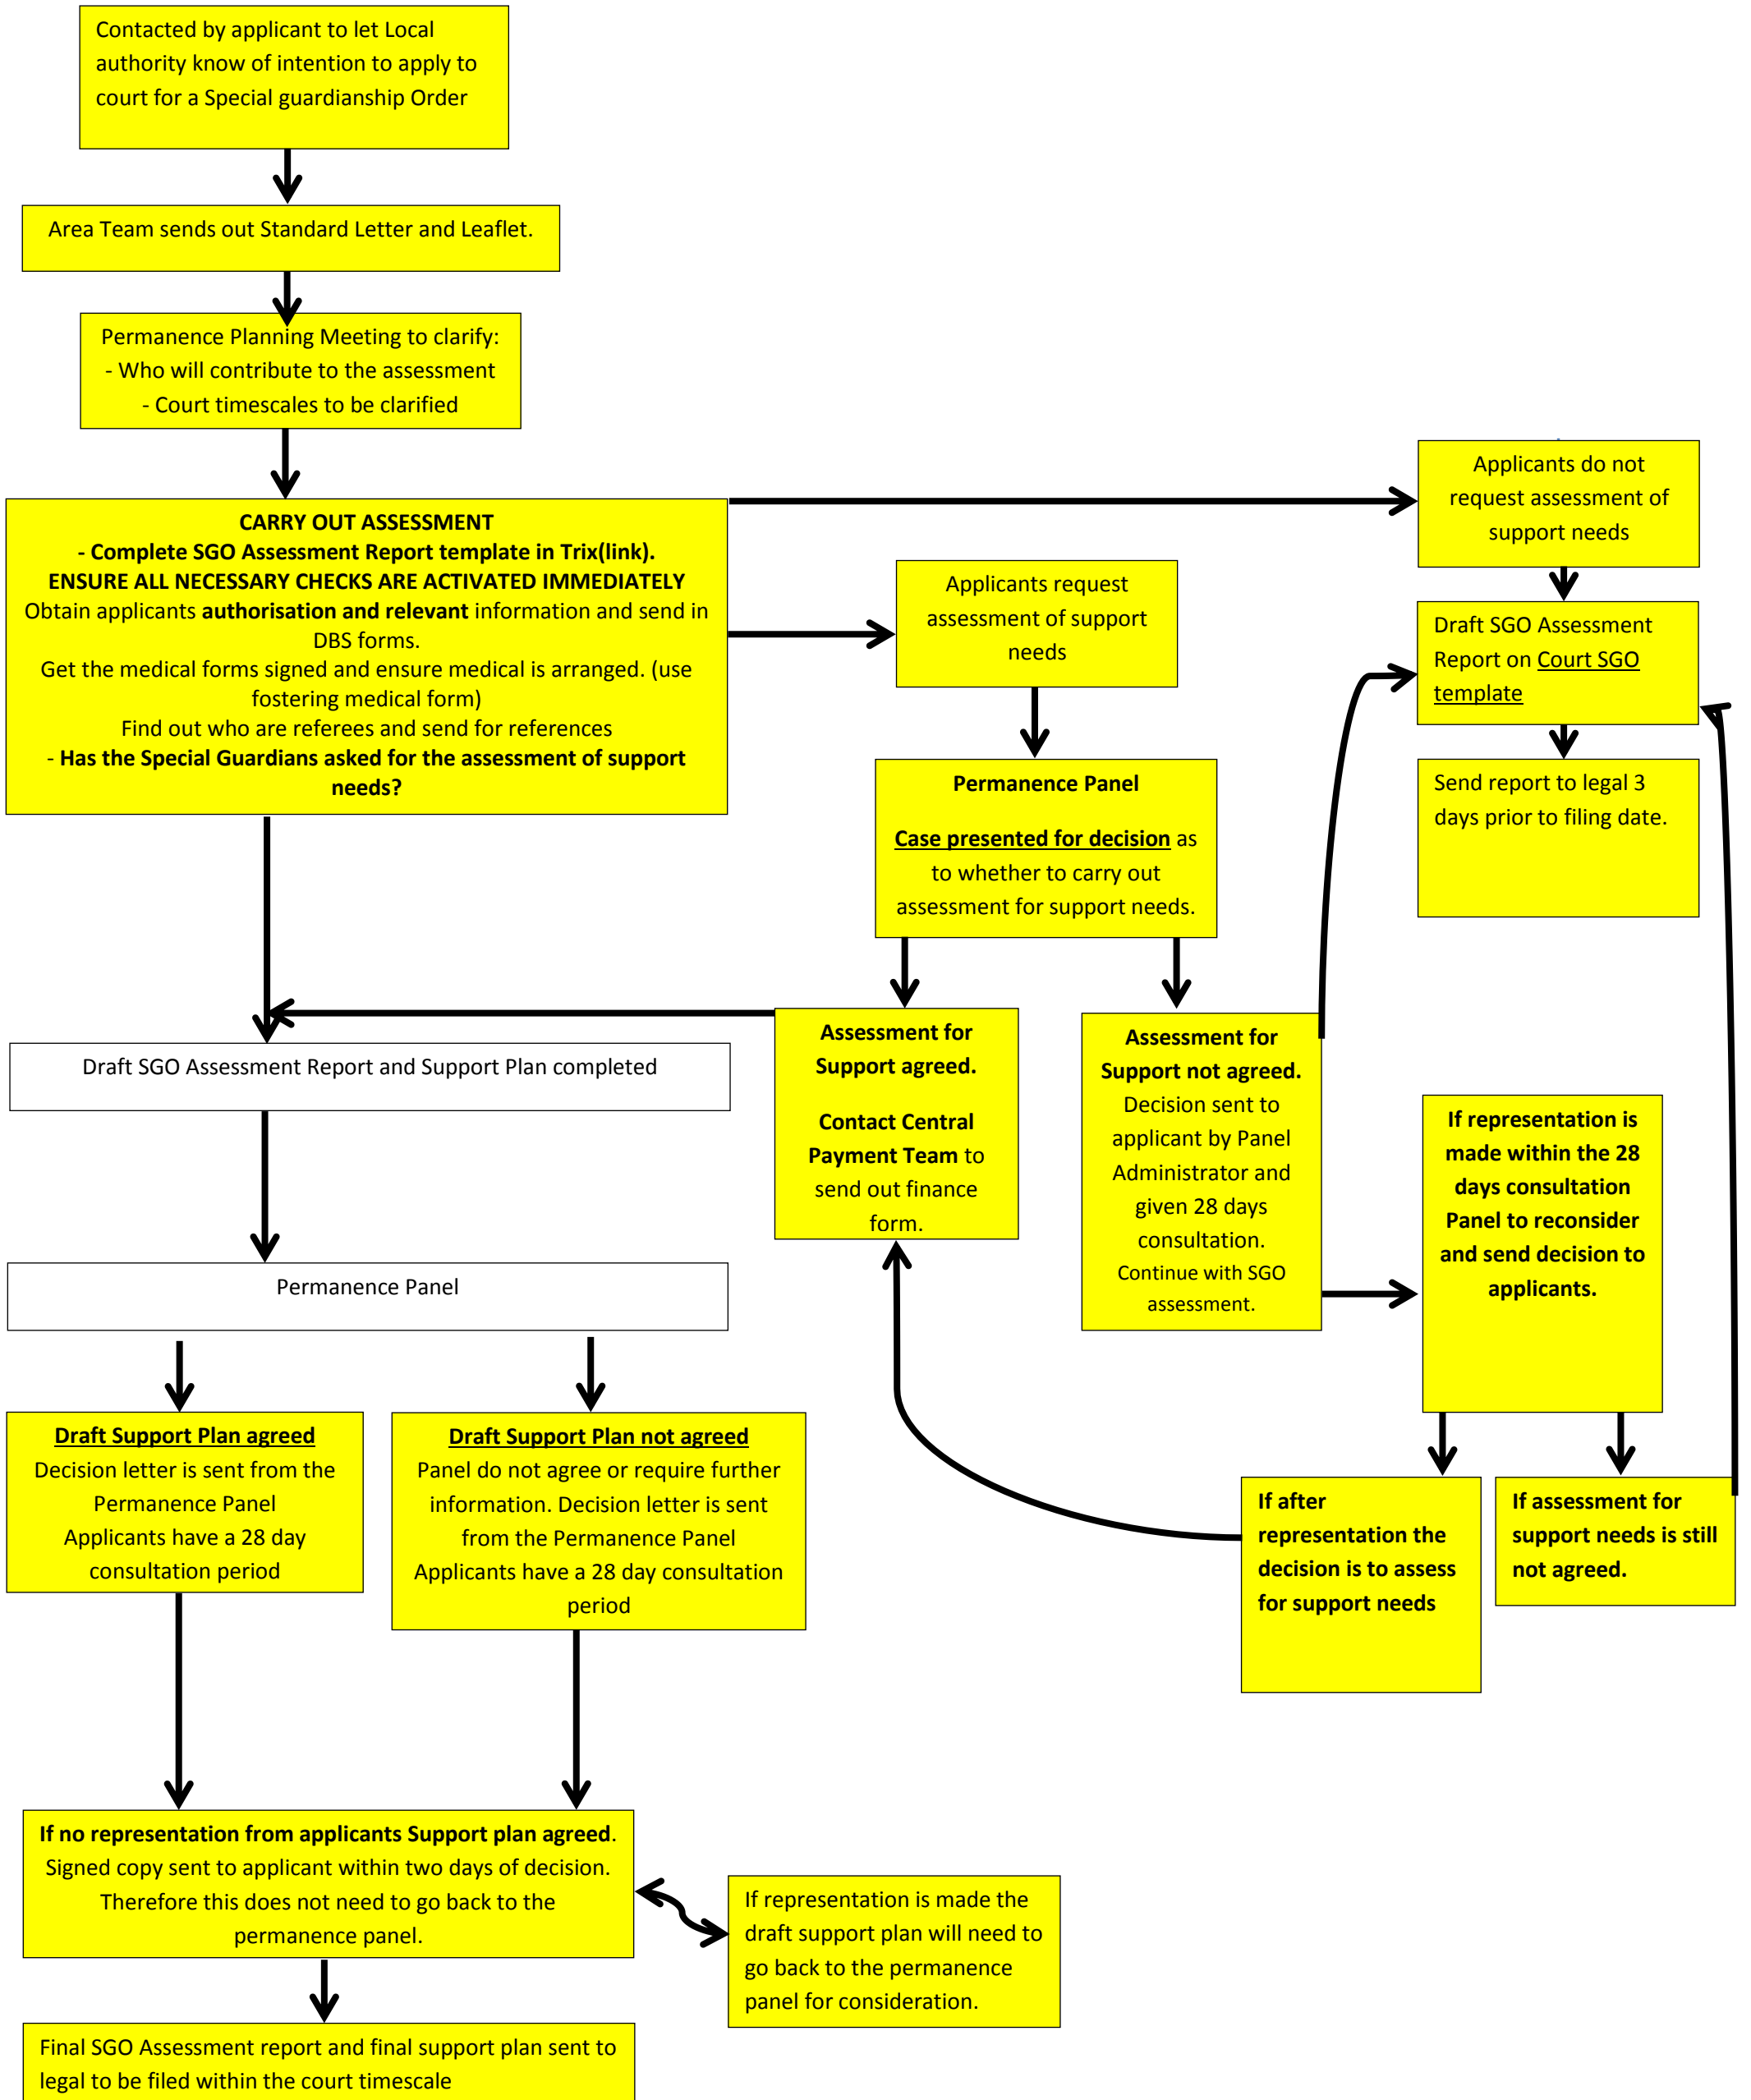 Contacted by applicant to let Local
authority know of intention to apply to
court for a Special guardianship Order
Area Team sends out Standard Letter and Leaflet.
Permanence Planning Meeting to clarify:
- Who will contribute to the assessment
- Court timescales to be clarified
CARRY OUT ASSESSMENT
- Complete SGO Assessment Report template in Trix(link).
ENSURE ALL NECESSARY CHECKS ARE ACTIVATED IMMEDIATELY
Obtain applicants authorisation and relevant information and send in
DBS forms.
Get the medical forms signed and ensure medical is arranged. (use
fostering medical form)
Find out who are referees and send for references
- Has the Special Guardians asked for the assessment of support
needs?
Applicants do not
request assessment of
support needs
Applicants request
assessment of support
needs
Draft SGO Assessment
Report on Court SGO
template
Send report to legal 3
days prior to filing date.
Permanence Panel
Case presented for decision as
to whether to carry out
assessment for support needs.
Assessment for
Support agreed.
Contact Central
Payment Team to
send out finance
form.
Assessment for
Support not agreed.
Decision sent to
applicant by Panel
Administrator and
given 28 days
consultation.
Continue with SGO
assessment.
If representation is
made within the 28
days consultation
Panel to reconsider
and send decision to
applicants.
Draft SGO Assessment Report and Support Plan completed
Permanence Panel
Draft Support Plan agreed
Decision letter is sent from the
Permanence Panel
Applicants have a 28 day
consultation period
Draft Support Plan not agreed
Panel do not agree or require further
information. Decision letter is sent
from the Permanence Panel
Applicants have a 28 day consultation
period
If after
representation the
decision is to assess
for support needs
If assessment for
support needs is still
not agreed.
If no representation from applicants Support plan agreed.
Signed copy sent to applicant within two days of decision.
Therefore this does not need to go back to the
permanence panel.
If representation is made the
draft support plan will need to
go back to the permanence
panel for consideration.
Final SGO Assessment report and final support plan sent to
legal to be filed within the court timescale